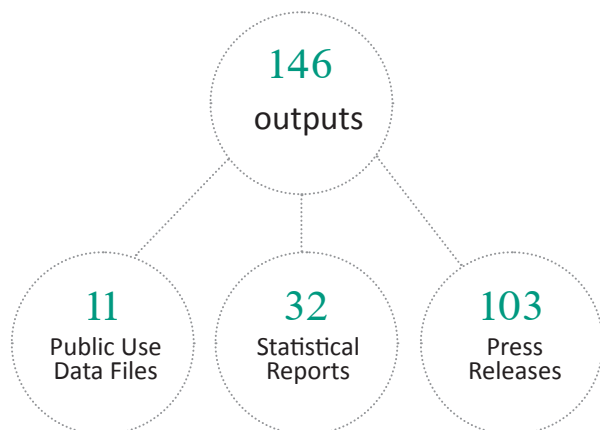 146
outputs
11
Public Use
Data Files
32
Statistical
Reports
103
Press
Releases